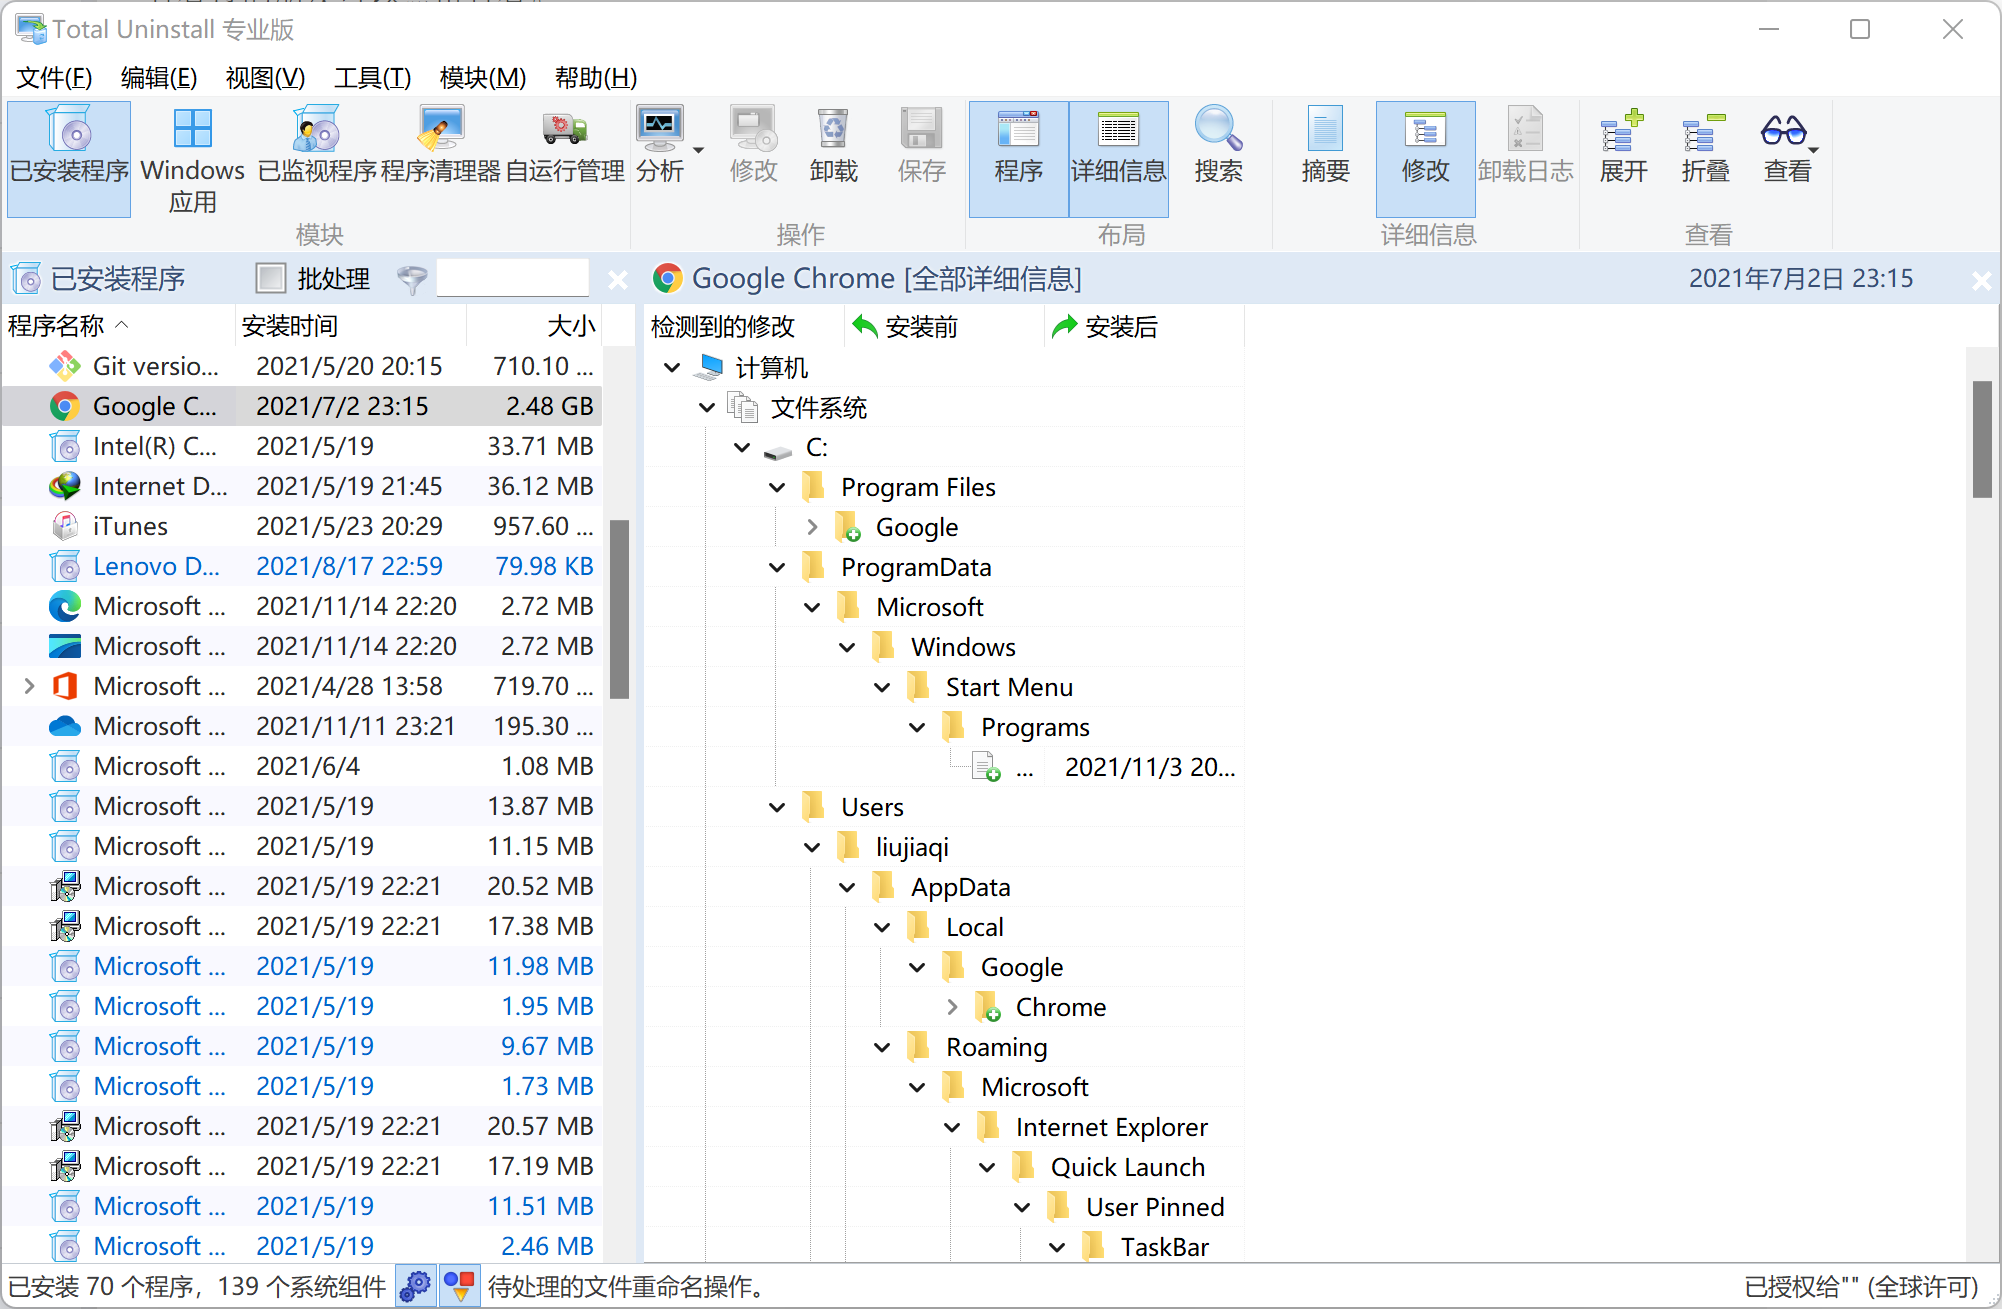 Total Uninstall 专业版
文件(F) 编辑(E) 视图(V) 工具(T) 模块(M) 帮助(H)
已安装程序 Windows 应用 已监视程序 程序清理器 自运行管理 分析 修改 卸载 保存 程序 详细信息 搜索 摘要 修改 卸载日志 展开 折叠 查看
模块 操作 布局 详细信息 查看
已安装程序 批处理 Google Chrome [全部详细信息] 2021年7月2日 23:15
程序名称 安装时间 大小
Git versio... 2021/5/20 20:15 710.10 ...
Google C... 2021/7/2 23:15 2.48 GB
Intel(R) C... 2021/5/19 33.71 MB
Internet D... 2021/5/19 21:45 36.12 MB
iTunes 2021/5/23 20:29 957.60 ...
Lenovo D... 2021/8/17 22:59 79.98 KB
Microsoft ... 2021/11/14 22:20 2.72 MB
Microsoft ... 2021/11/14 22:20 2.72 MB
Microsoft ... 2021/4/28 13:58 719.70 ...
Microsoft ... 2021/11/11 23:21 195.30 ...
Microsoft ... 2021/6/4 1.08 MB
Microsoft ... 2021/5/19 13.87 MB
Microsoft ... 2021/5/19 11.15 MB
Microsoft ... 2021/5/19 22:21 20.52 MB
Microsoft ... 2021/5/19 22:21 17.38 MB
Microsoft ... 2021/5/19 11.98 MB
Microsoft ... 2021/5/19 1.95 MB
Microsoft ... 2021/5/19 9.67 MB
Microsoft ... 2021/5/19 1.73 MB
Microsoft ... 2021/5/19 22:21 20.57 MB
Microsoft ... 2021/5/19 22:21 17.19 MB
Microsoft ... 2021/5/19 11.51 MB
Microsoft ... 2021/5/19 2.46 MB
检测到的修改 安装前 安装后
计算机
文件系统
C:
Program Files
Google
ProgramData
Microsoft
Windows
Start Menu
Programs
... 2021/11/3 20...
Users
liujiaqi
AppData
Local
Google
Chrome
Roaming
Microsoft
Internet Explorer
Quick Launch
User Pinned
TaskBar
已安装 70 个程序，139 个系统组件 待处理的文件重命名操作。 已授权给"" (全球许可)